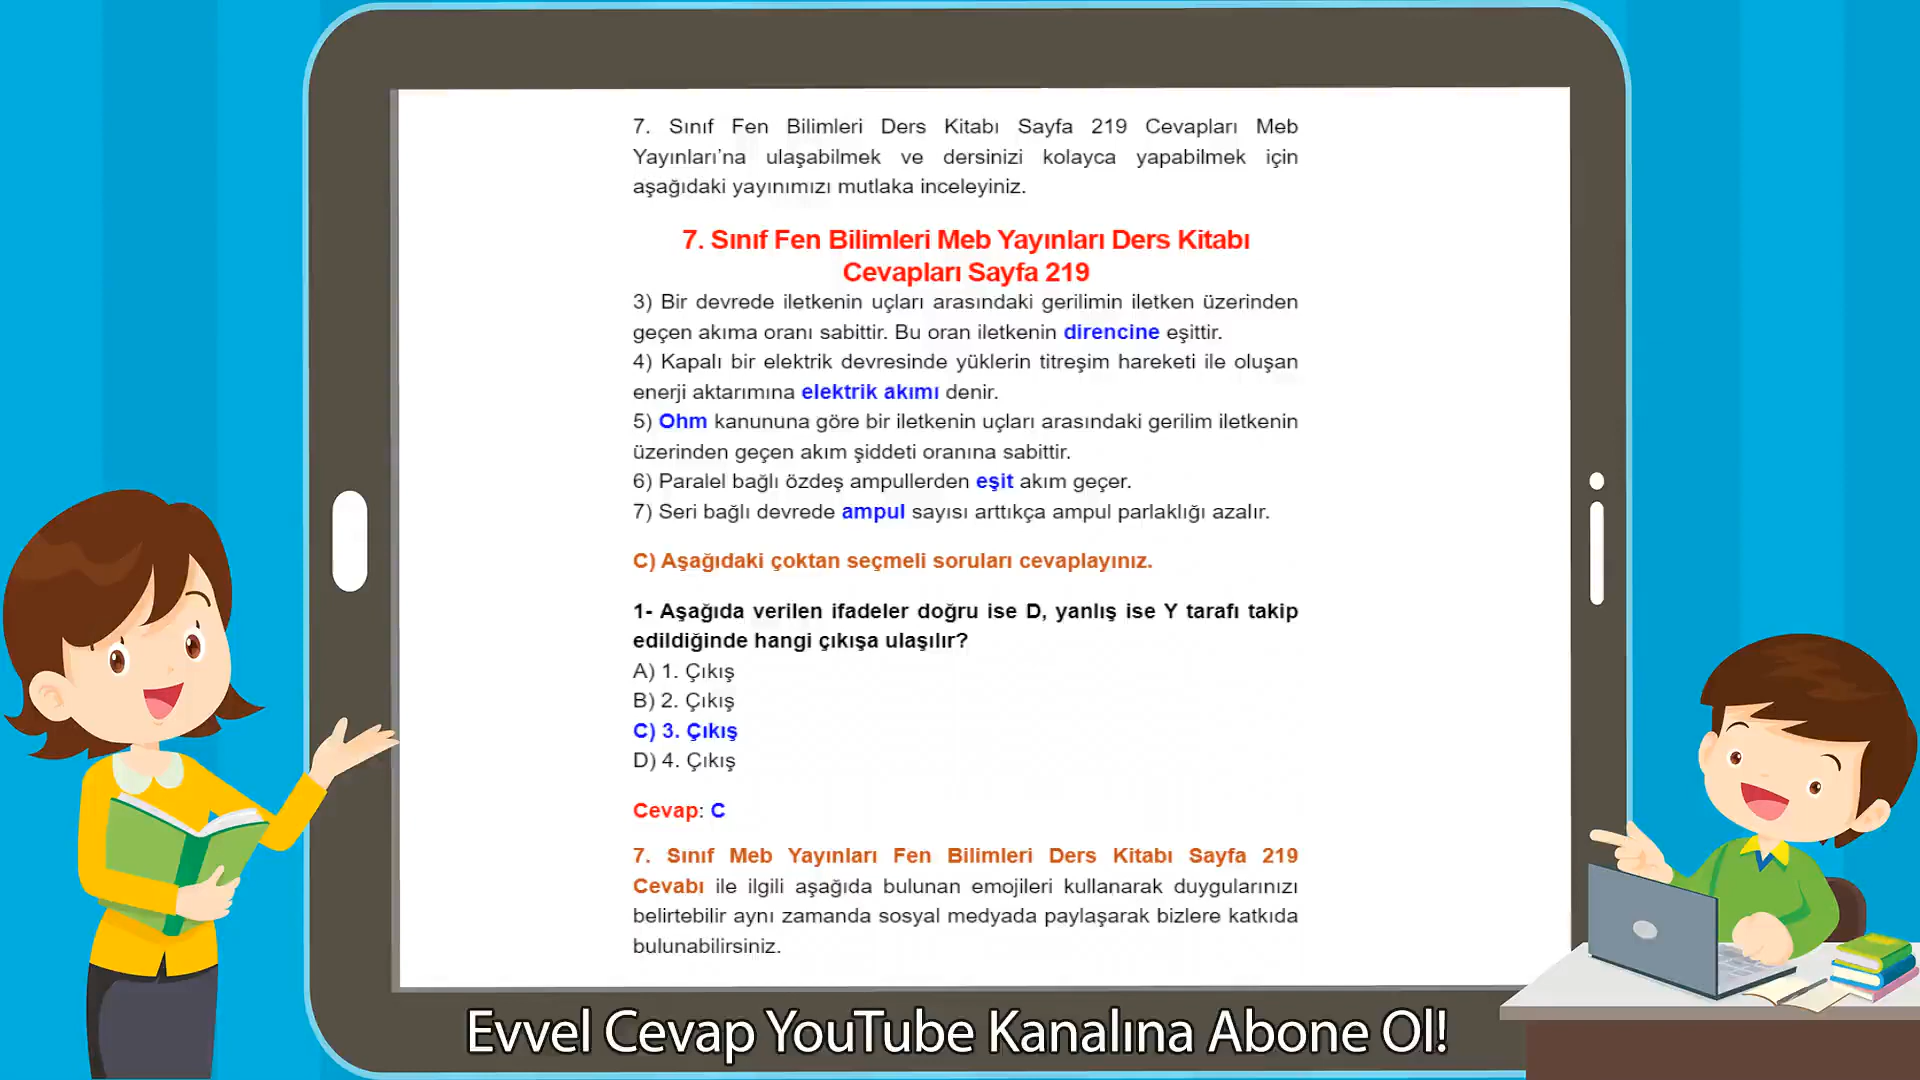 7. Sınıf Fen Bilimleri Ders Kitabı Sayfa 219 Cevapları Meb
Yayınları’na ulaşabilmek ve dersinizi kolayca yapabilmek için
aşağıdaki yayınımızı mutlaka inceleyiniz.
7. Sınıf Fen Bilimleri Meb Yayınları Ders Kitabı
Cevapları Sayfa 219
3) Bir devrede iletkenin uçları arasındaki gerilimin iletken üzerinden
geçen akıma oranı sabittir. Bu oran iletkenin direncine eşittir.
4) Kapalı bir elektrik devresinde yüklerin titreşim hareketi ile oluşan
enerji aktarımına elektrik akımı denir.
5) Ohm kanununa göre bir iletkenin uçları arasındaki gerilim iletkenin
üzerinden geçen akım şiddeti oranına sabittir.
6) Paralel bağlı özdeş ampullerden eşit akım geçer.
7) Seri bağlı devrede ampul sayısı arttıkça ampul parlaklığı azalır.
C) Aşağıdaki çoktan seçmeli soruları cevaplayınız.
1- Aşağıda verilen ifadeler doğru ise D, yanlış ise Y tarafı takip
edildiğinde hangi çıkışa ulaşılır?
A) 1. Çıkış
B) 2. Çıkış
C) 3. Çıkış
D) 4. Çıkış
Cevap: C
7. Sınıf Meb Yayınları Fen Bilimleri Ders Kitabı Sayfa 219
Cevabı ile ilgili aşağıda bulunan emojileri kullanarak duygularınızı
belirtebilir aynı zamanda sosyal medyada paylaşarak bizlere katkıda
bulunabilirsiniz.
Evvel Cevap YouTube Kanalına Abone Ol!